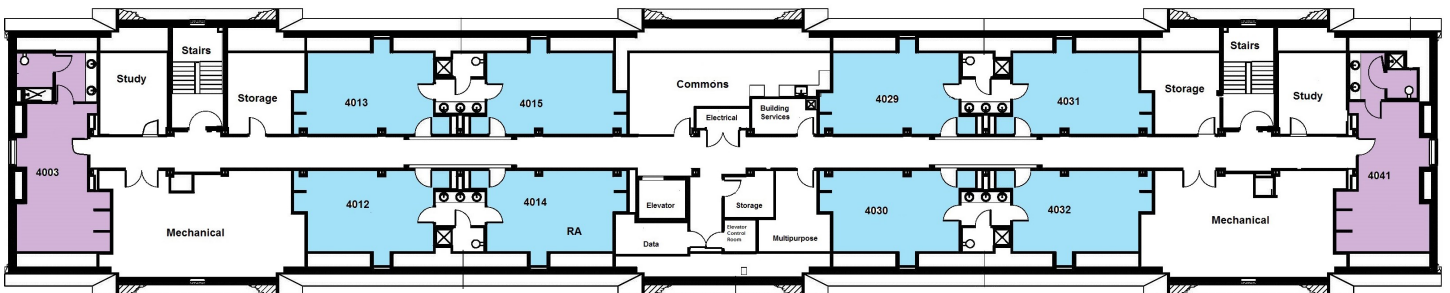 Stairs
Study
Storage
4013
4015
Commons
Electrical
Building
Services
4029
4031
Storage
Stairs
Study
4003
4041
4012
4014
RA
Mechanical
Elevator
Storage
Data
Elevator
Control
Room
Multipurpose
4030
4032
Mechanical